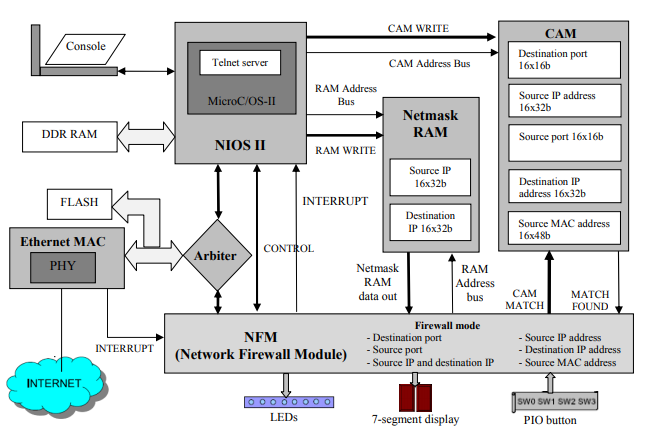 Console
DDR RAM
FLASH
Ethernet MAC
PHY
INTERNET
Telnet server
MicroC/OS-II
NIOS II
Arbiter
CONTROL
INTERRUPT
INTERRUPT
CAM WRITE
CAM Address Bus
RAM Address
Bus
RAM WRITE
Netmask
RAM
Source IP
16x32b
Destination
IP 16x32b
CAM
Destination port
16x16b
Source IP address
16x32b
Source port 16x16b
Destination IP
address 16x32b
Source MAC address
16x48b
Netmask
RAM
data out
RAM
Address
bus
CAM
MATCH
MATCH
FOUND
NFM
(Network Firewall Module)
Firewall mode
- Destination port
- Source port
- Source IP and destination IP
- Source IP address
- Destination IP address
- Source MAC address
LEDs
7-segment display
SW0 SW1 SW2 SW3
PIO button